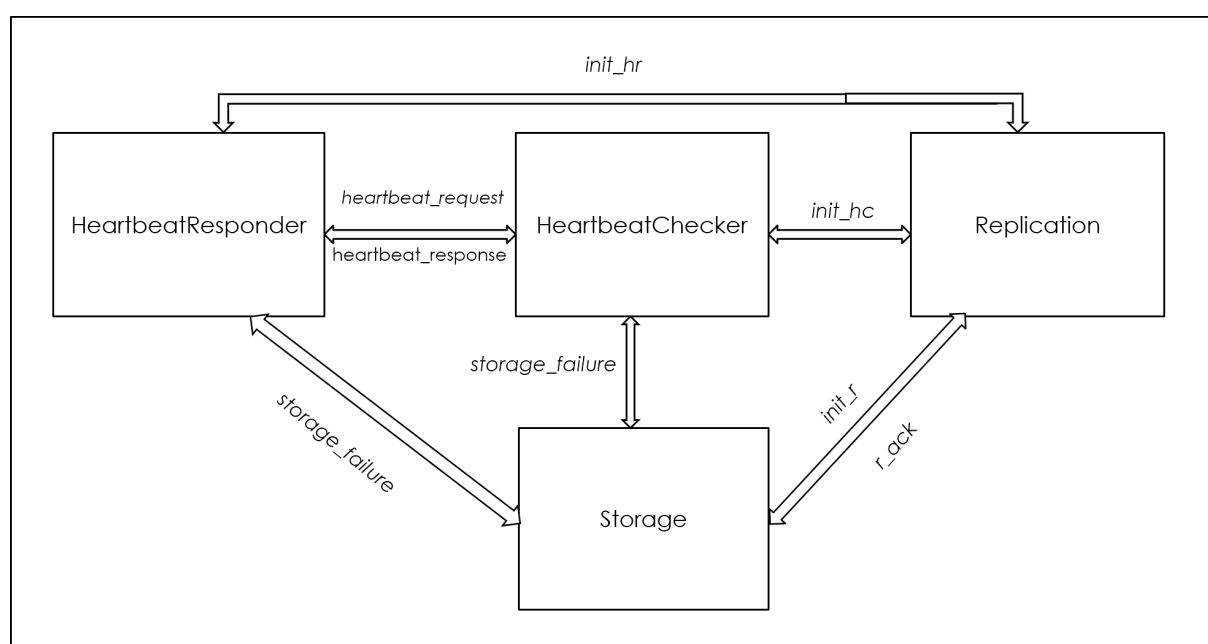 init_hr
HeartbeatResponder
heartbeat_request
heartbeat_response
HeartbeatChecker
init_hc
Replication
storage_failure
storage_failure
init_r
r_ack
Storage